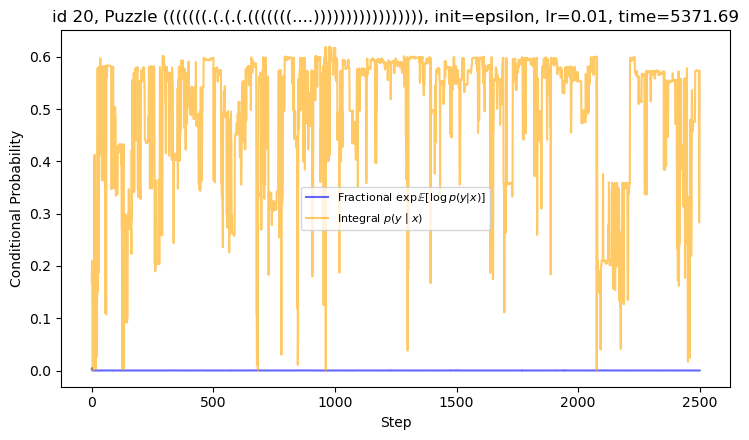 id 20, Puzzle (((((((.(.(.(.(((((((....))))))))))))))))), init=epsilon, lr=0.01, time=5371.69
0.6
0.5
0.4
0.3
0.2
0.1
0.0
Conditional Probability
Fractional exp𝔼[log p(y|x)]
Integral p(y | x)
0 500 1000 1500 2000 2500
Step